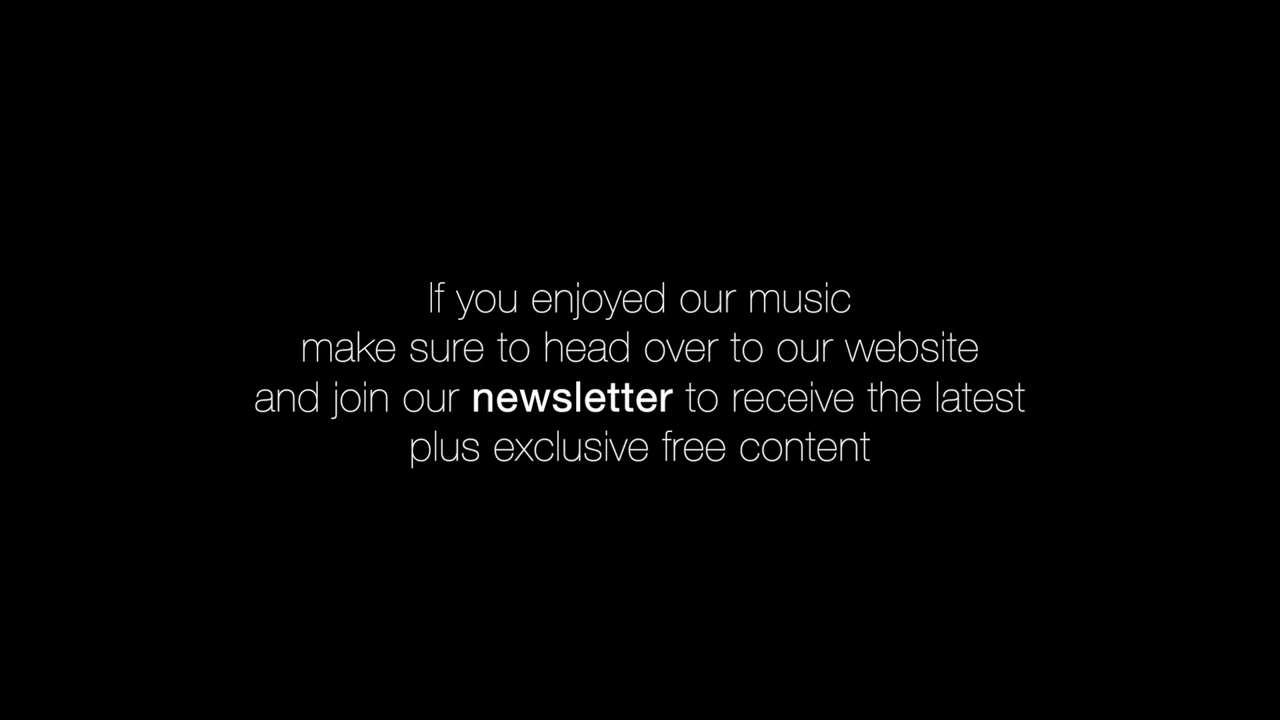 If you enjoyed our music
make sure to head over to our website
and join our newsletter to receive the latest
plus exclusive free content